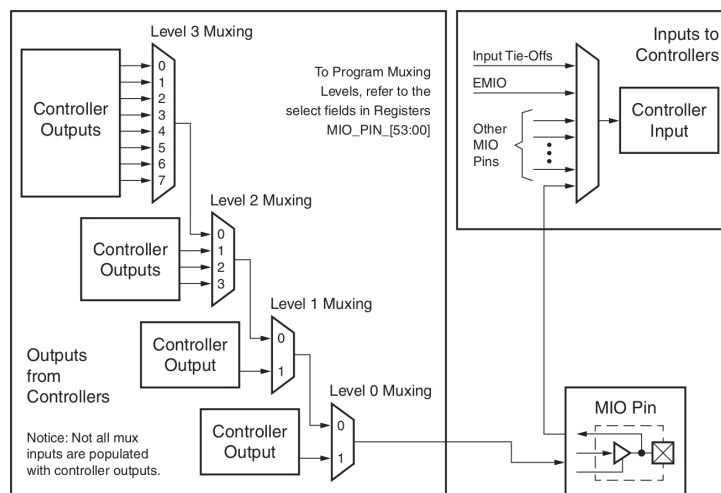 Level 3 Muxing
Controller
Outputs
0
1
2
3
4
5
6
7
To Program Muxing
Levels, refer to the
select fields in Registers
MIO_PIN_[53:00]
Level 2 Muxing
Controller
Outputs
0
1
2
3
Level 1 Muxing
Controller
Output
0
1
Level 0 Muxing
Controller
Output
0
1
Outputs
from
Controllers
Notice: Not all mux
inputs are populated
with controller outputs.
Inputs to
Controllers
Input Tie-Offs
EMIO
Other
MIO
Pins
Controller
Input
MIO Pin